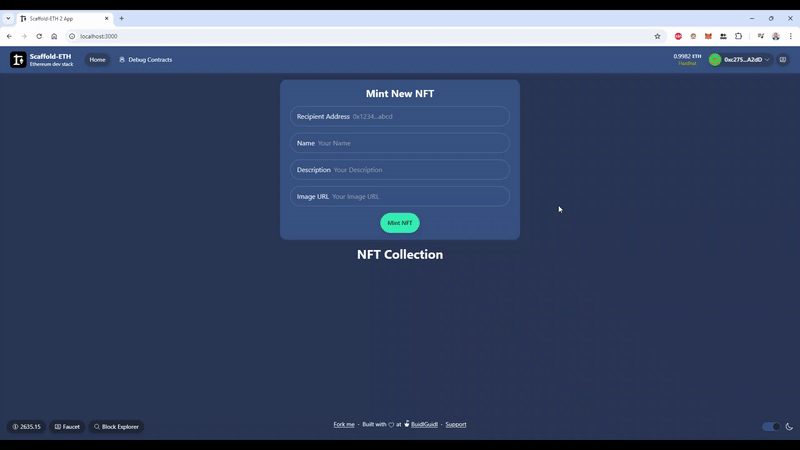 Scaffold-ETH 2 App
localhost:3000
Scaffold-ETH
Ethereum dev stack
Home
Debug Contracts
0.9982 ETH
Hardhat
0xc275...A2dD
Mint New NFT
Recipient Address 0x1234...abcd
Name Your Name
Description Your Description
Image URL Your Image URL
Mint NFT
NFT Collection
2635.15
Faucet
Block Explorer
Fork me · Built with ♡ at BuidlGuidl · Support